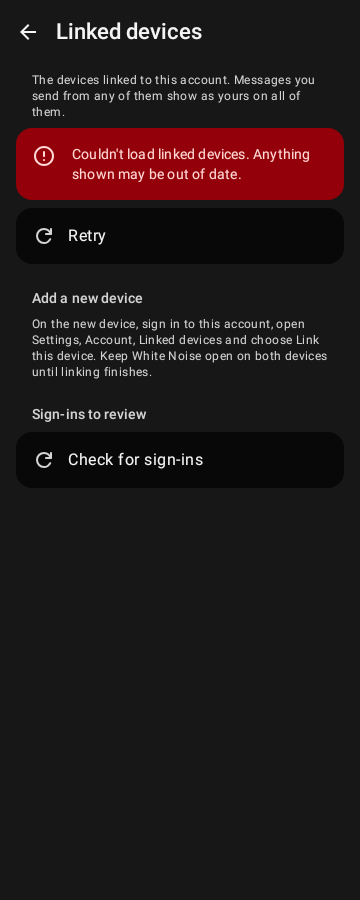 Linked devices
The devices linked to this account. Messages you
send from any of them show as yours on all of
them.
Couldn't load linked devices. Anything
shown may be out of date.
Retry
Add a new device
On the new device, sign in to this account, open
Settings, Account, Linked devices and choose Link
this device. Keep White Noise open on both devices
until linking finishes.
Sign-ins to review
Check for sign-ins